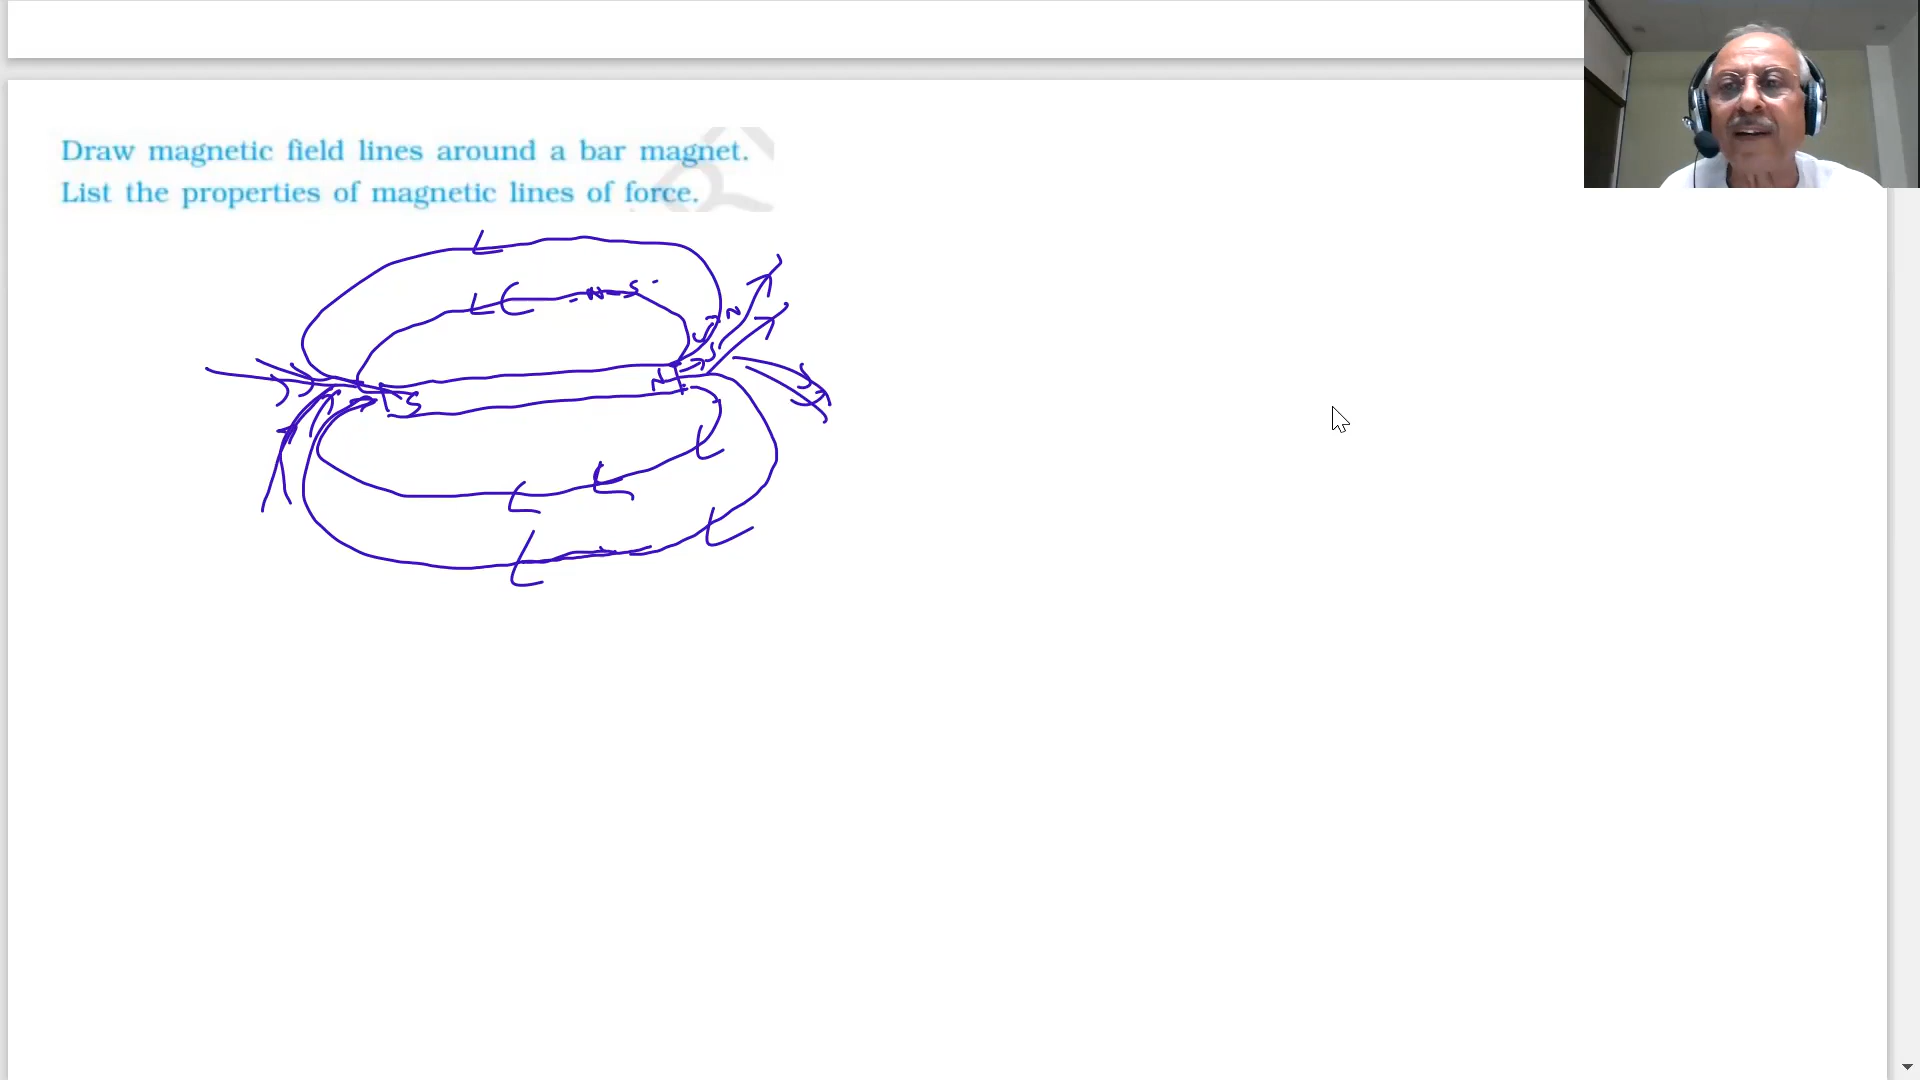 Draw magnetic field lines around a bar magnet.
List the properties of magnetic lines of force.
N S
S N
S
N
S